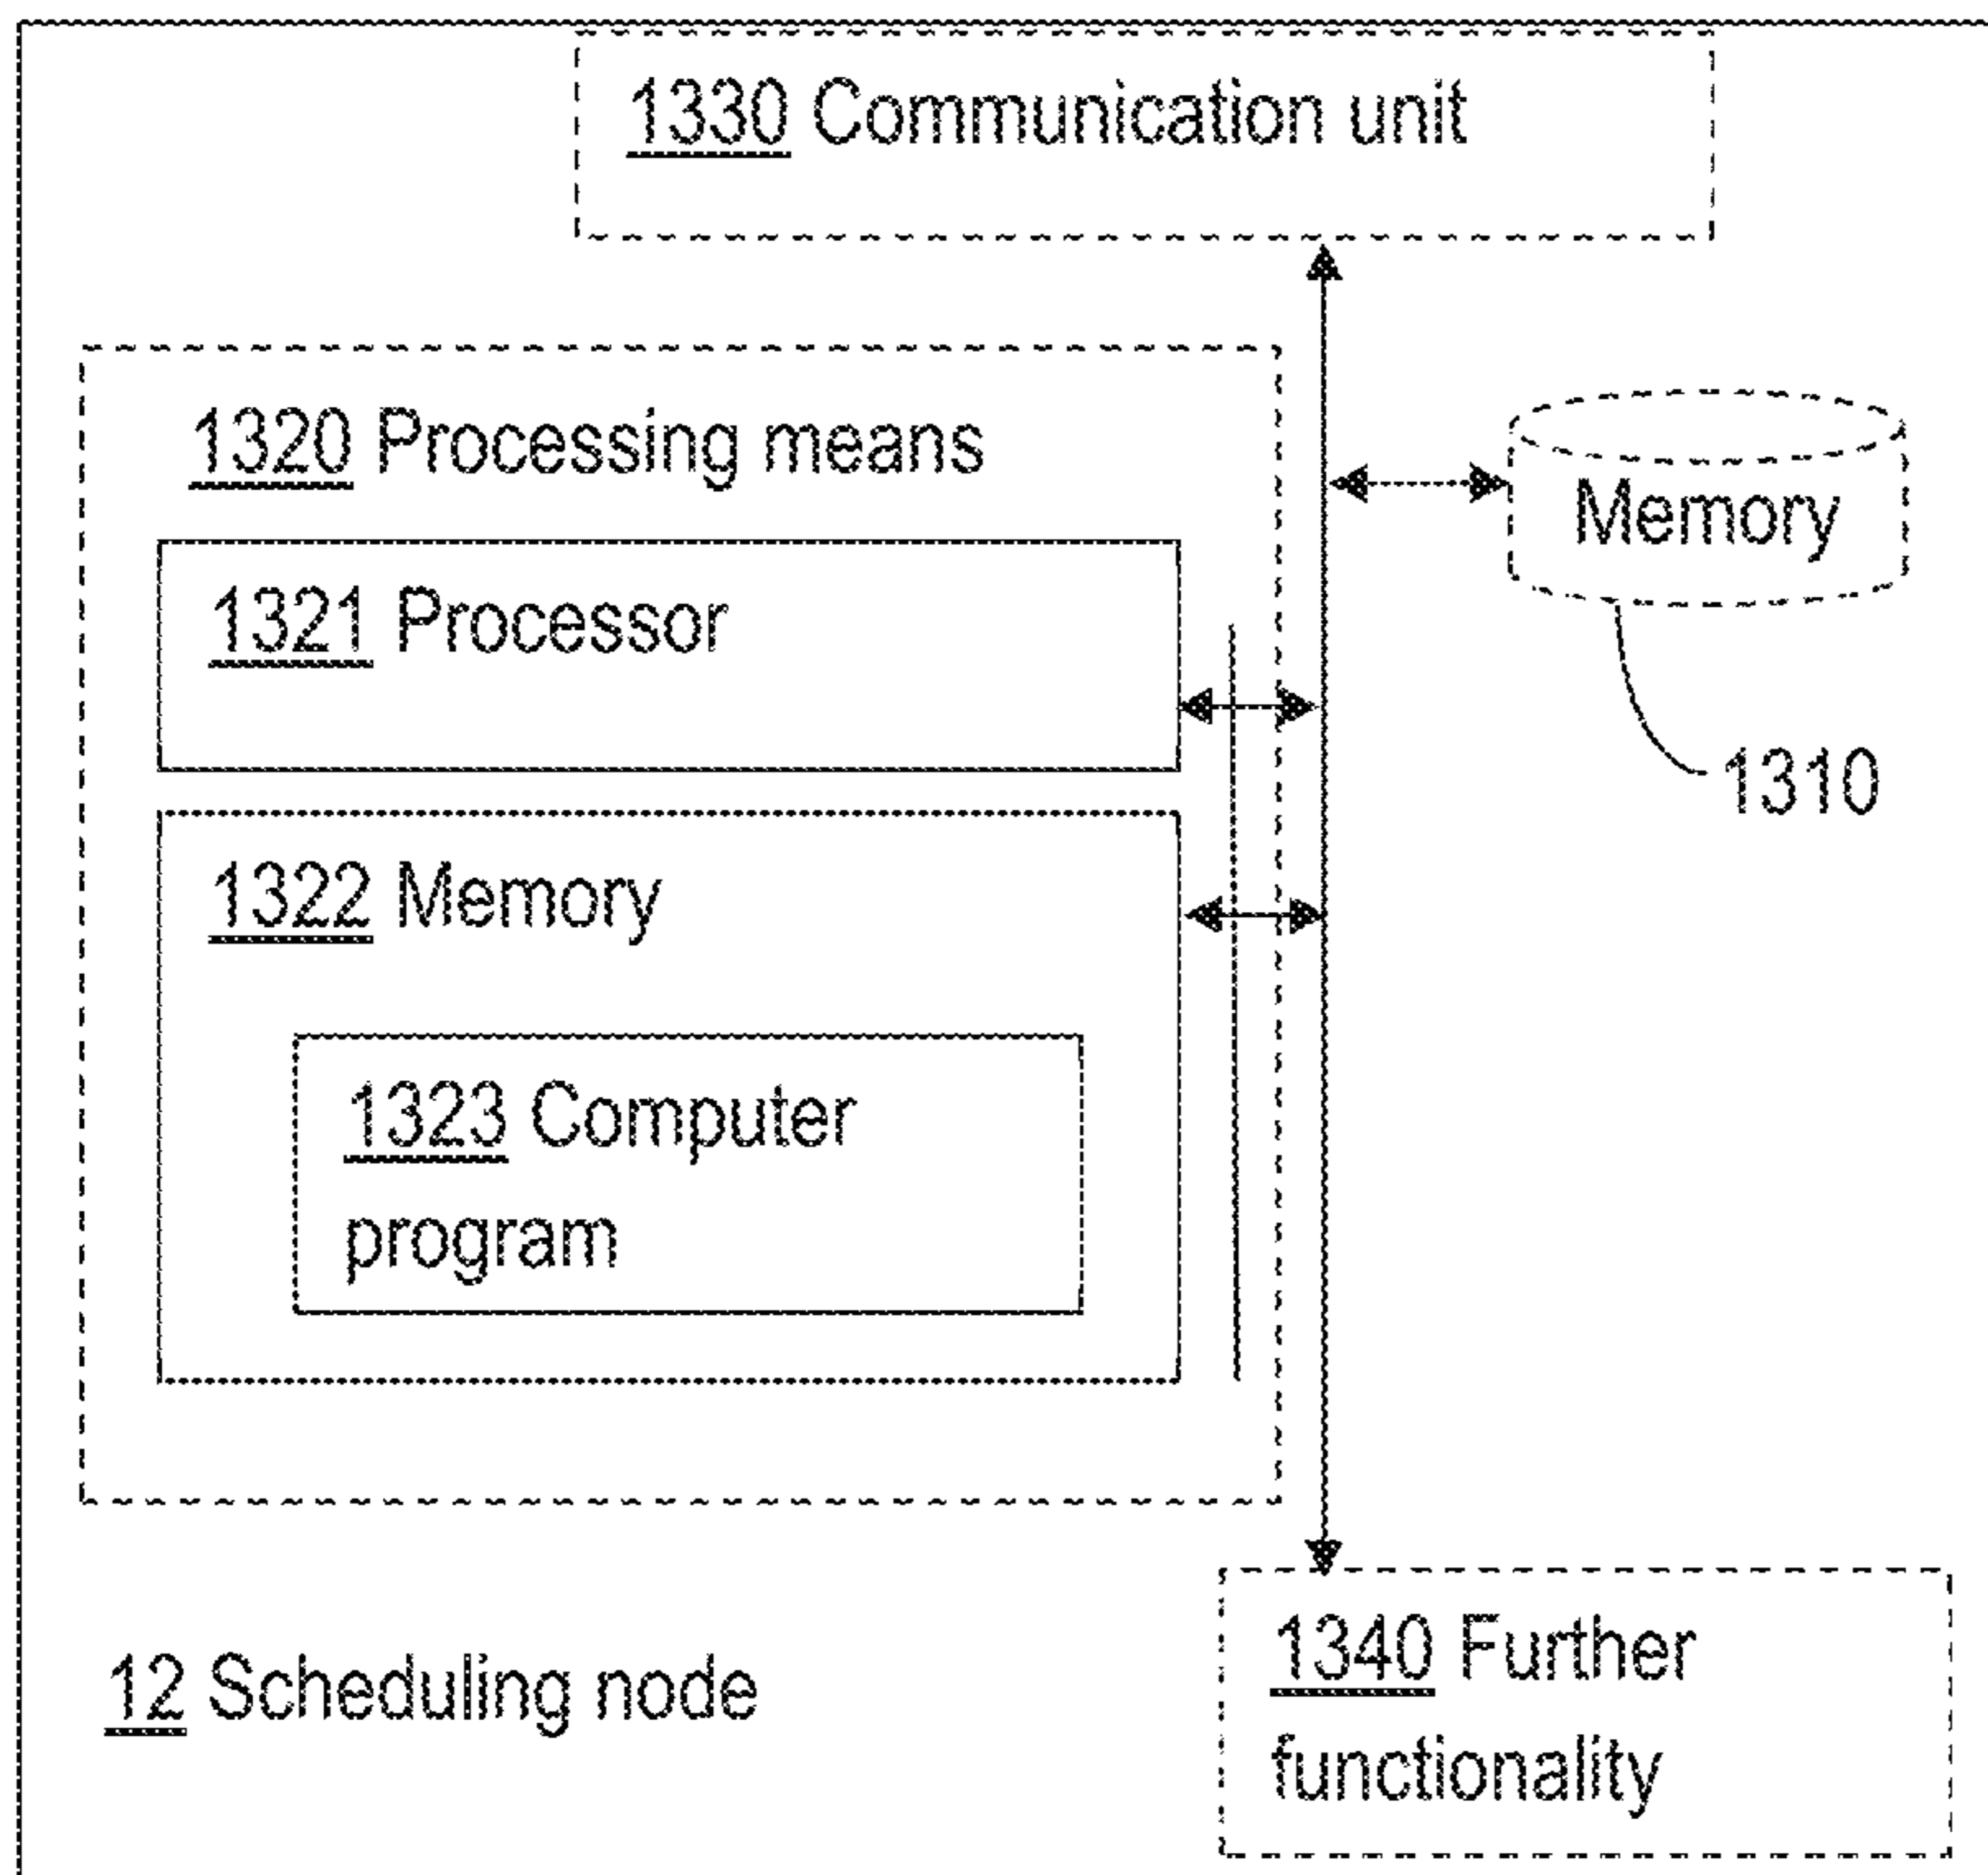 1330 Communication unit
1320 Processing means
Memory
1321 Processor
1310
1322 Memory
1323 Computer
program
12 Scheduling node
1340 Further
functionality